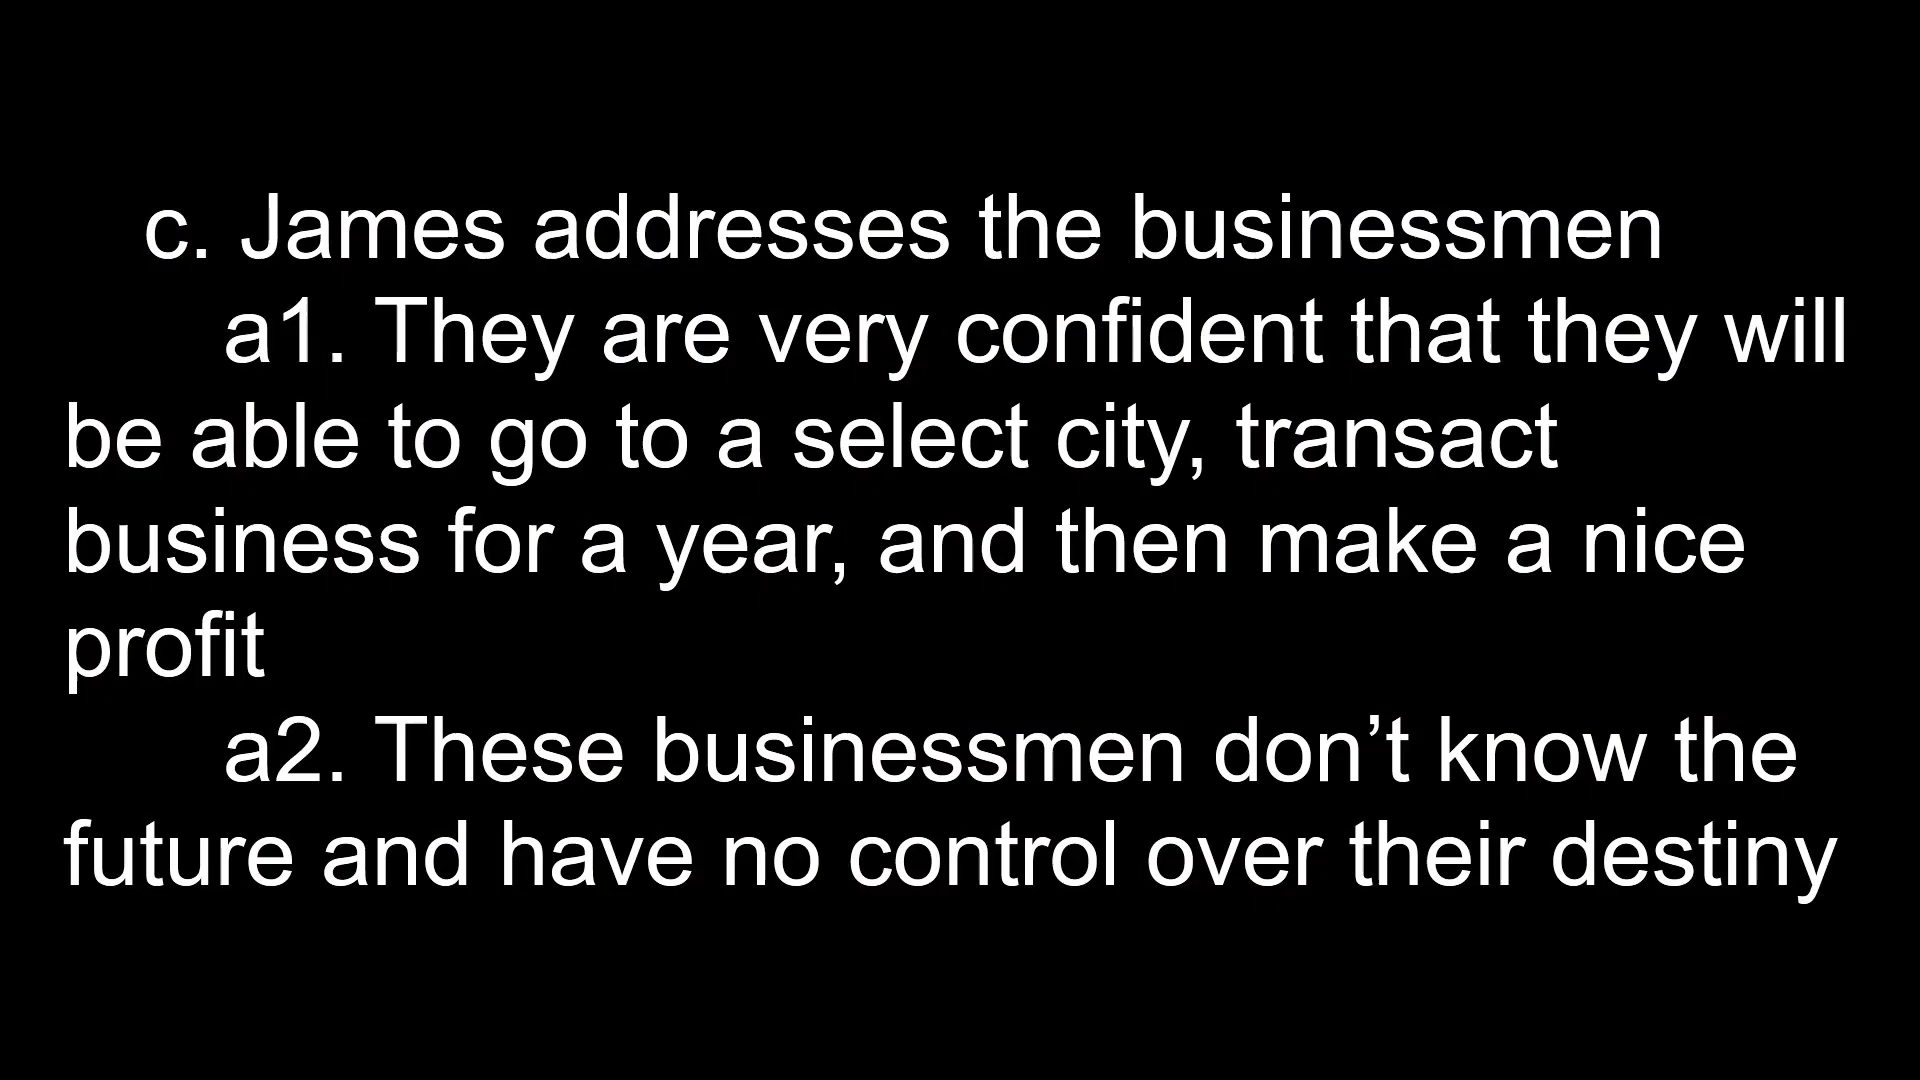 c. James addresses the businessmen
a1. They are very confident that they will
be able to go to a select city, transact
business for a year, and then make a nice
profit
a2. These businessmen don’t know the
future and have no control over their destiny